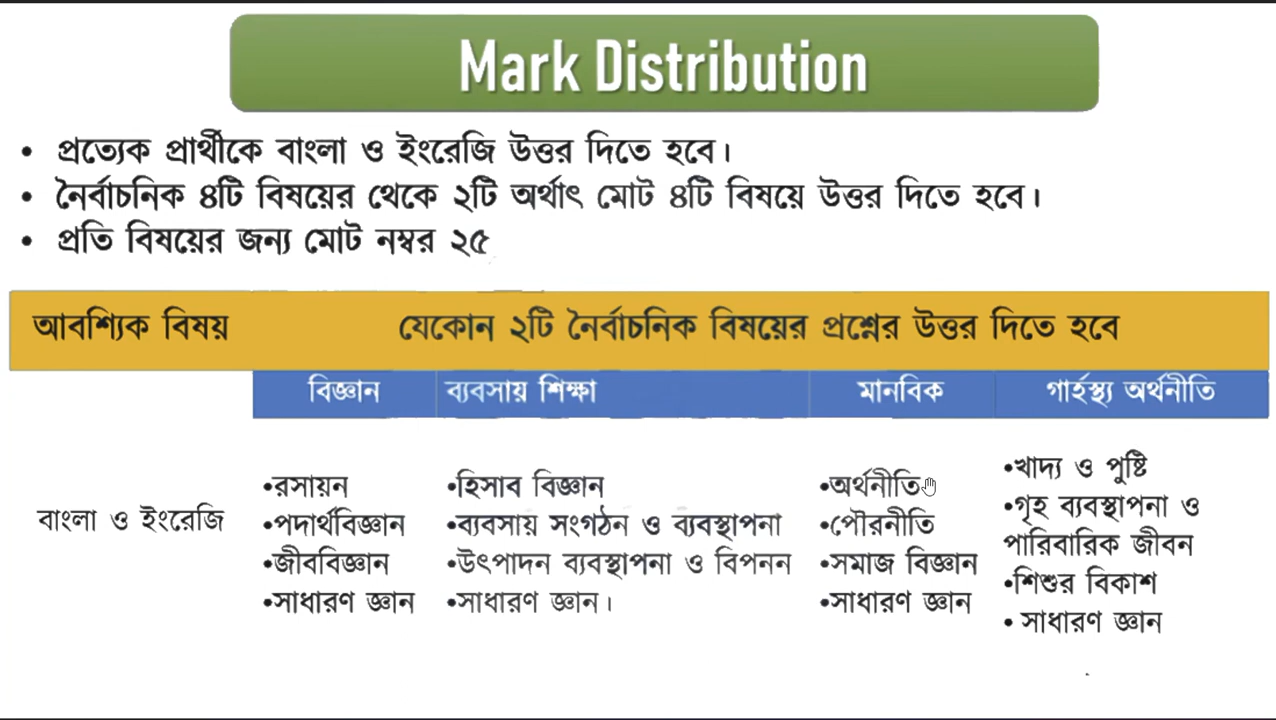 Mark Distribution
• প্রত্যেক প্রার্থীকে বাংলা ও ইংরেজি উত্তর দিতে হবে।
• নৈর্বাচনিক ৪টি বিষয়ের থেকে ২টি অর্থাৎ মোট ৪টি বিষয়ে উত্তর দিতে হবে।
• প্রতি বিষয়ের জন্য মোট নম্বর ২৫
আবশ্যিক বিষয়
যেকোন ২টি নৈর্বাচনিক বিষয়ের প্রশ্নের উত্তর দিতে হবে
বিজ্ঞান
ব্যবসায় শিক্ষা
মানবিক
গার্হস্থ্য অর্থনীতি
বাংলা ও ইংরেজি
•রসায়ন
•পদার্থবিজ্ঞান
•জীববিজ্ঞান
•সাধারণ জ্ঞান
•হিসাব বিজ্ঞান
•ব্যবসায় সংগঠন ও ব্যবস্থাপনা
•উৎপাদন ব্যবস্থাপনা ও বিপনন
•সাধারণ জ্ঞান।
•অর্থনীতি
•পৌরনীতি
•সমাজ বিজ্ঞান
•সাধারণ জ্ঞান
•খাদ্য ও পুষ্টি
•গৃহ ব্যবস্থাপনা ও
পারিবারিক জীবন
•শিশুর বিকাশ
• সাধারণ জ্ঞান